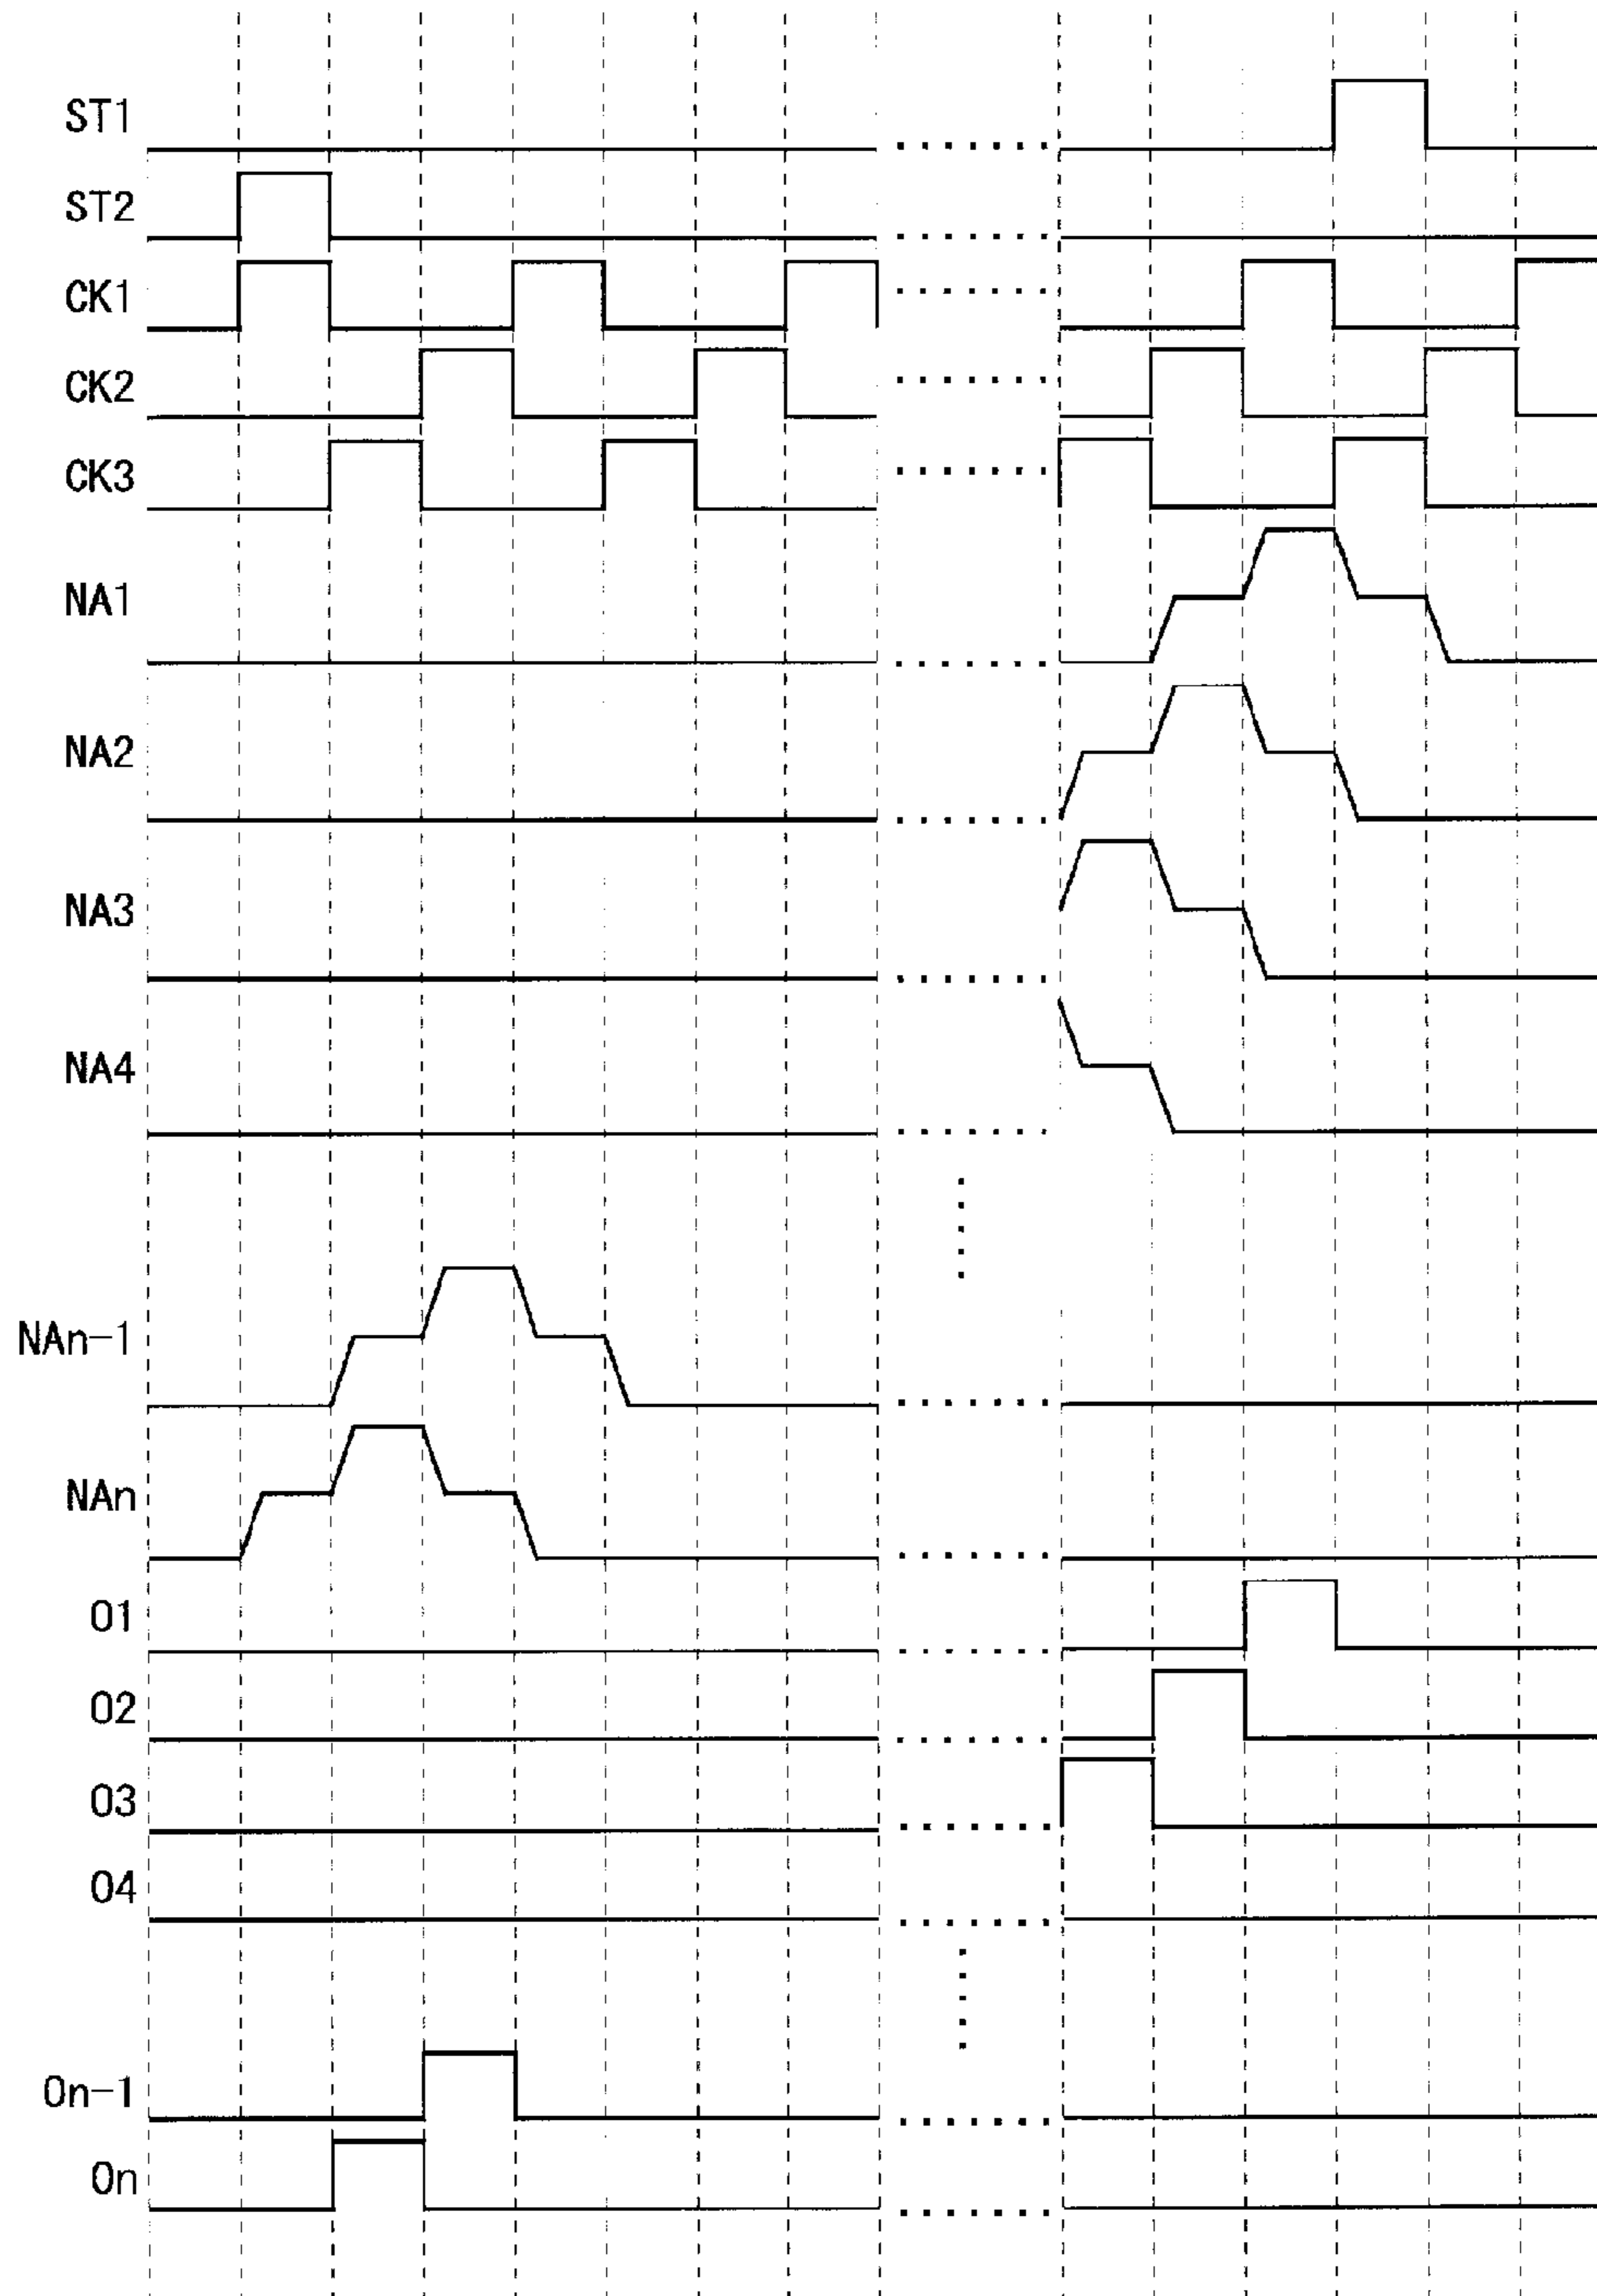 ST1
ST2
CK1
CK2
CK3
NA1
NA2
NA3
NA4
NAn-1
NAn
O1
O2
O3
O4
On-1
On